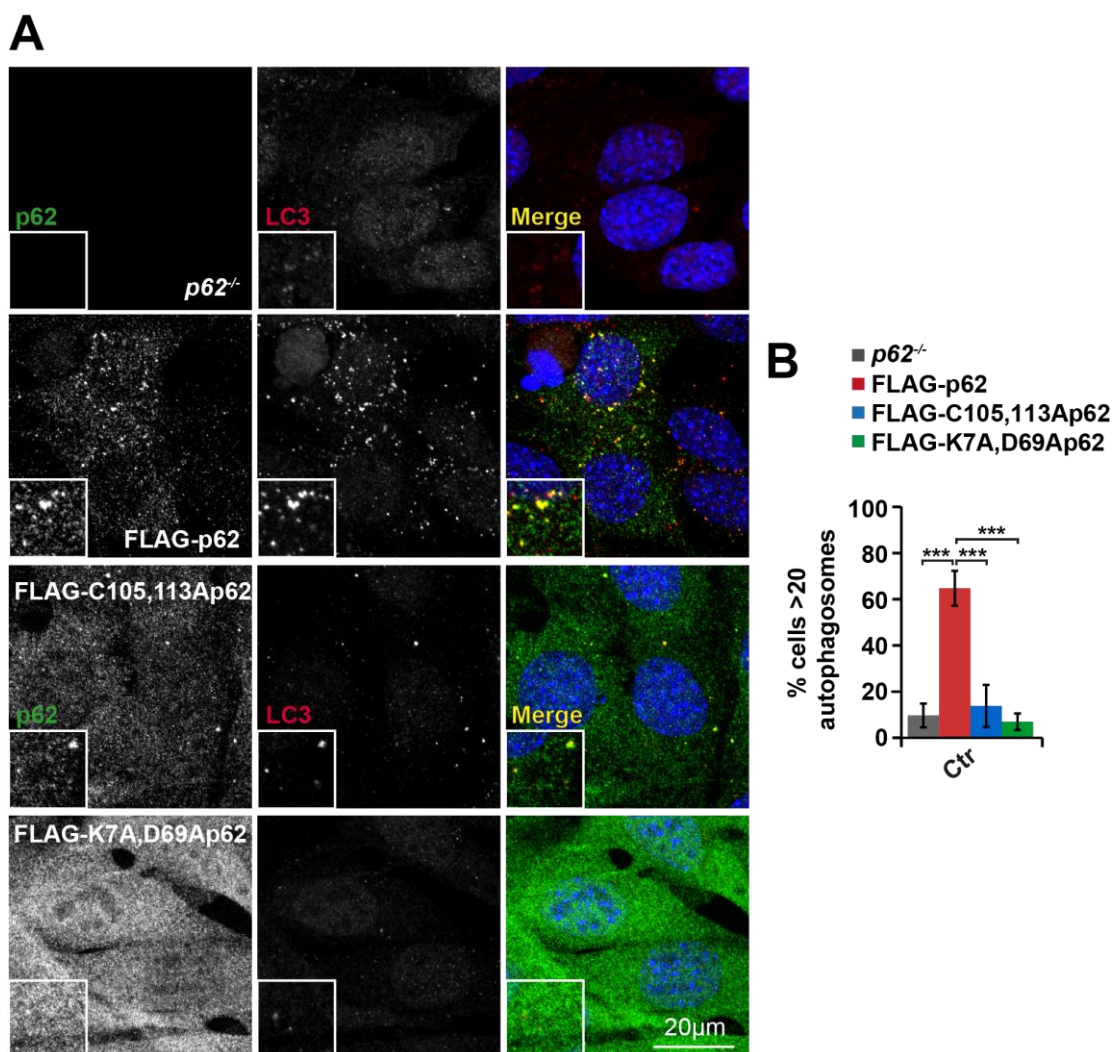 A
p62
LC3
Merge
p62-/-
FLAG-p62
FLAG-C105,113Ap62
p62
LC3
Merge
FLAG-K7A,D69Ap62
20μm
B
p62-/-
FLAG-p62
FLAG-C105,113Ap62
FLAG-K7A,D69Ap62
% cells >20
autophagosomes
100
80
60
40
20
0
***
***
***
Ctr